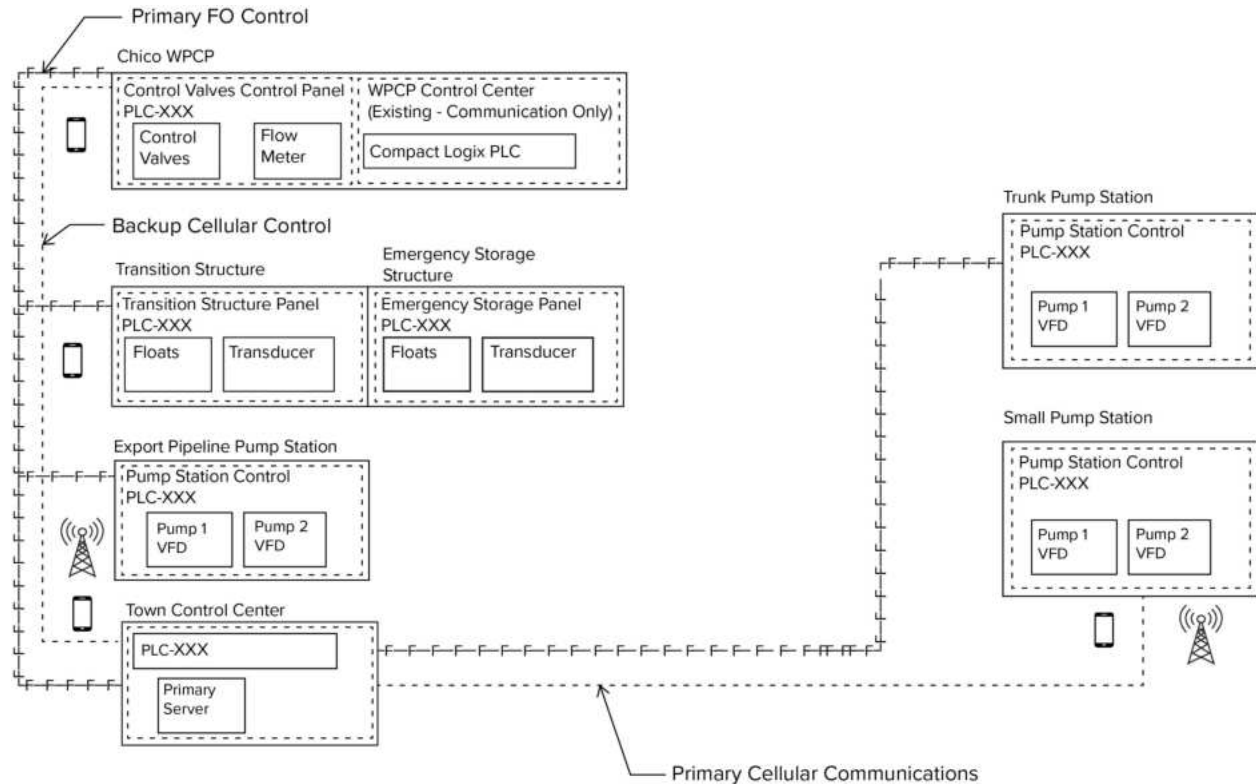 Primary FO Control
Chico WPCP
Control Valves Control Panel
PLC-XXX
Control
Valves
Flow
Meter
WPCP Control Center
(Existing - Communication Only)
Compact Logix PLC
Backup Cellular Control
Transition Structure
Transition Structure Panel
PLC-XXX
Floats
Transducer
Emergency Storage
Structure
Emergency Storage Panel
PLC-XXX
Floats
Transducer
Export Pipeline Pump Station
Pump Station Control
PLC-XXX
Pump 1
VFD
Pump 2
VFD
Town Control Center
PLC-XXX
Primary
Server
Trunk Pump Station
Pump Station Control
PLC-XXX
Pump 1
VFD
Pump 2
VFD
Small Pump Station
Pump Station Control
PLC-XXX
Pump 1
VFD
Pump 2
VFD
Primary Cellular Communications